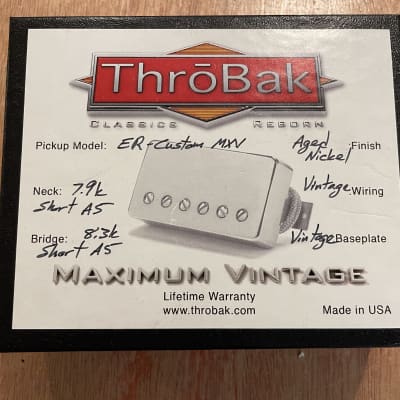 ThrōBak
Classics Reborn
Pickup Model: ER-Custom MXV Aged Nickel :Finish
Neck: 7.9k Short A5 Vintage :Wiring
Bridge: 8.3k Short A5 Vintage :Baseplate
Maximum Vintage
Lifetime Warranty
www.throbak.com Made in USA